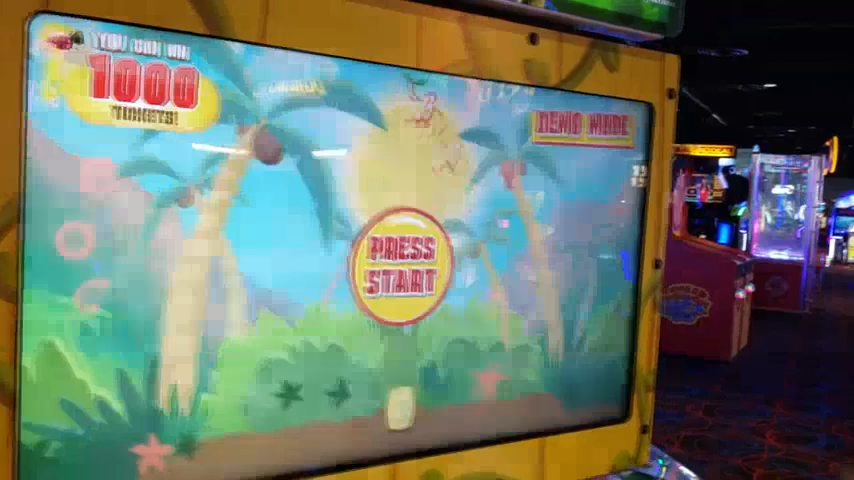 YOU CAN WIN
1000
TICKETS!
DEMO MODE
PRESS
START